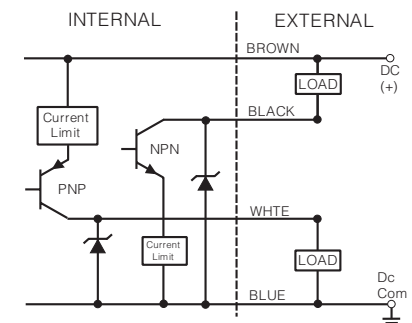 INTERNAL
EXTERNAL
BROWN
DC
(+)
LOAD
Current
Limit
BLACK
NPN
PNP
WHTE
Current
Limit
LOAD
BLUE
Dc
Com